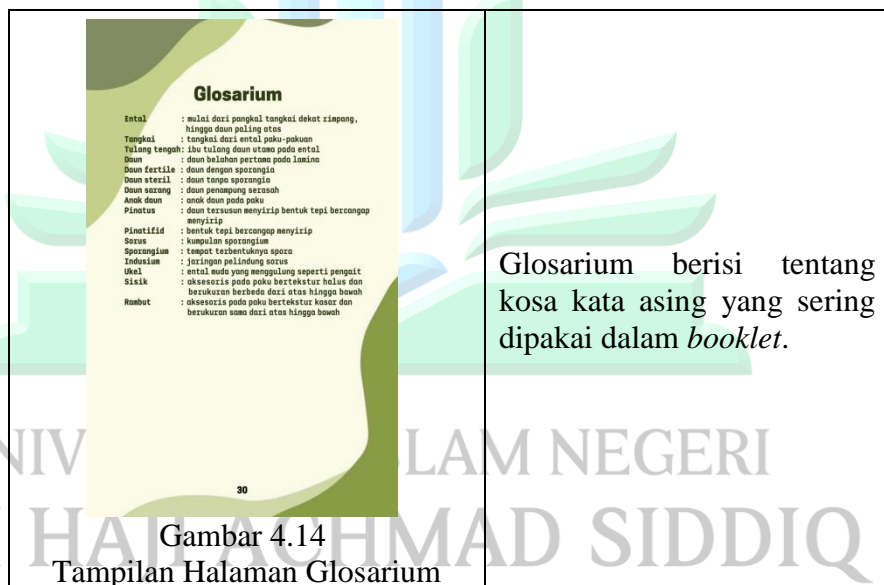 Glosarium
Ental : mulai dari pangkal tangkai dekat rimpang,
hingga daun paling atas
Tangkai : tangkai dari ental paku-pakuan
Tulang tengah: ibu tulang daun utama pada ental
Daun : daun belahan pertama pada lamina
Daun fertile : daun dengan sporangia
Daun steril : daun tanpa sporangia
Daun sarang : daun penampung serasah
Anak daun : anak daun pada paku
Pinatus : daun tersusun menyirip bentuk tepi bercangap
menyirip
Pinatifid : bentuk tepi bercangap menyirip
Sorus : kumpulan sporangium
Sporangium : tempat terbentuknya spora
Indusium : jaringan pelindung sorus
Ukel : ental muda yang menggulung seperti pengait
Sisik : aksesoris pada paku bertekstur halus dan
berukuran berbeda dari atas hingga bawah
Rambut : aksesoris pada paku bertekstur kasar dan
berukuran sama dari atas hingga bawah
30
Gambar 4.14
Tampilan Halaman Glosarium
Glosarium berisi tentang
kosa kata asing yang sering
dipakai dalam booklet.
NIV LAM NEGERI
HAJI ACHMAD SIDDIQ